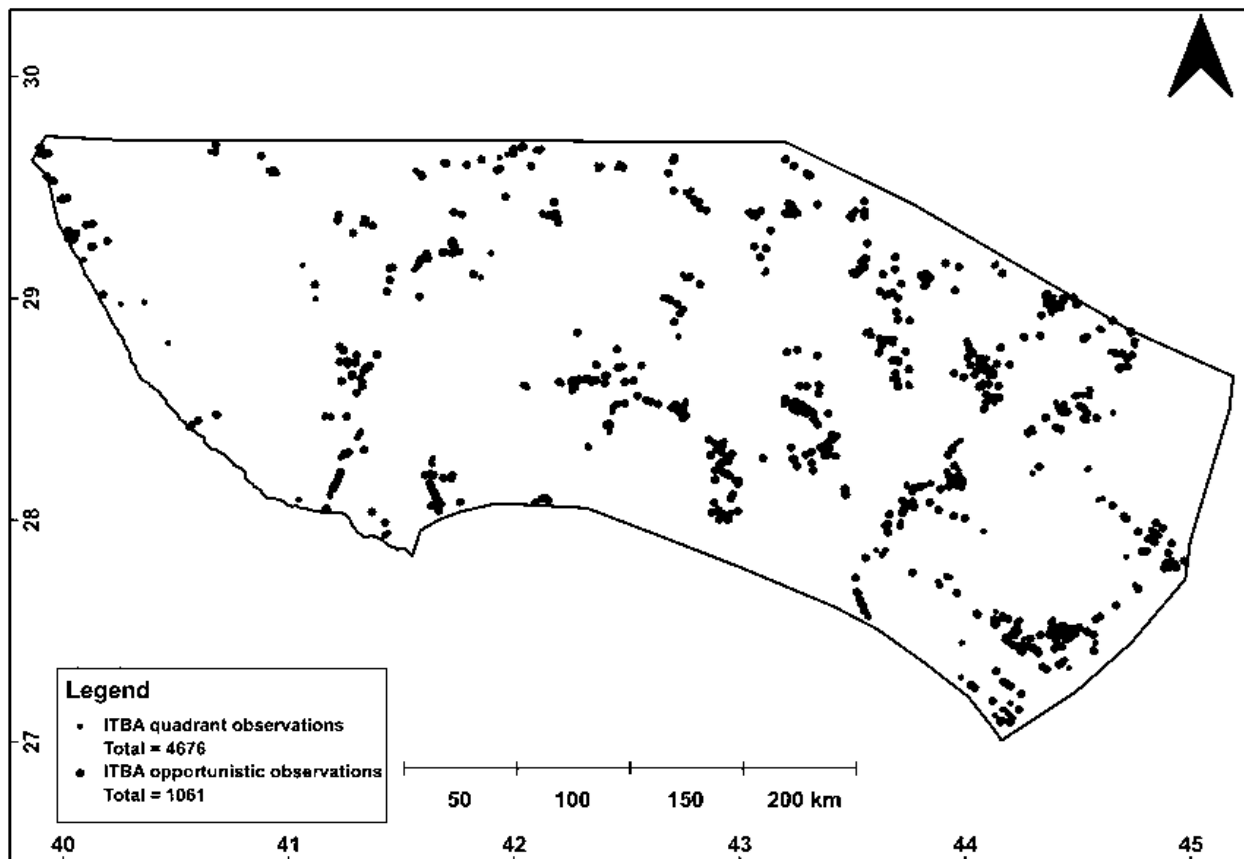 30
29
28
27
Legend
ITBA quadrant observations
Total = 4676
ITBA opportunistic observations
Total = 1061
50 100 150 200 km
40 41 42 43 44 45